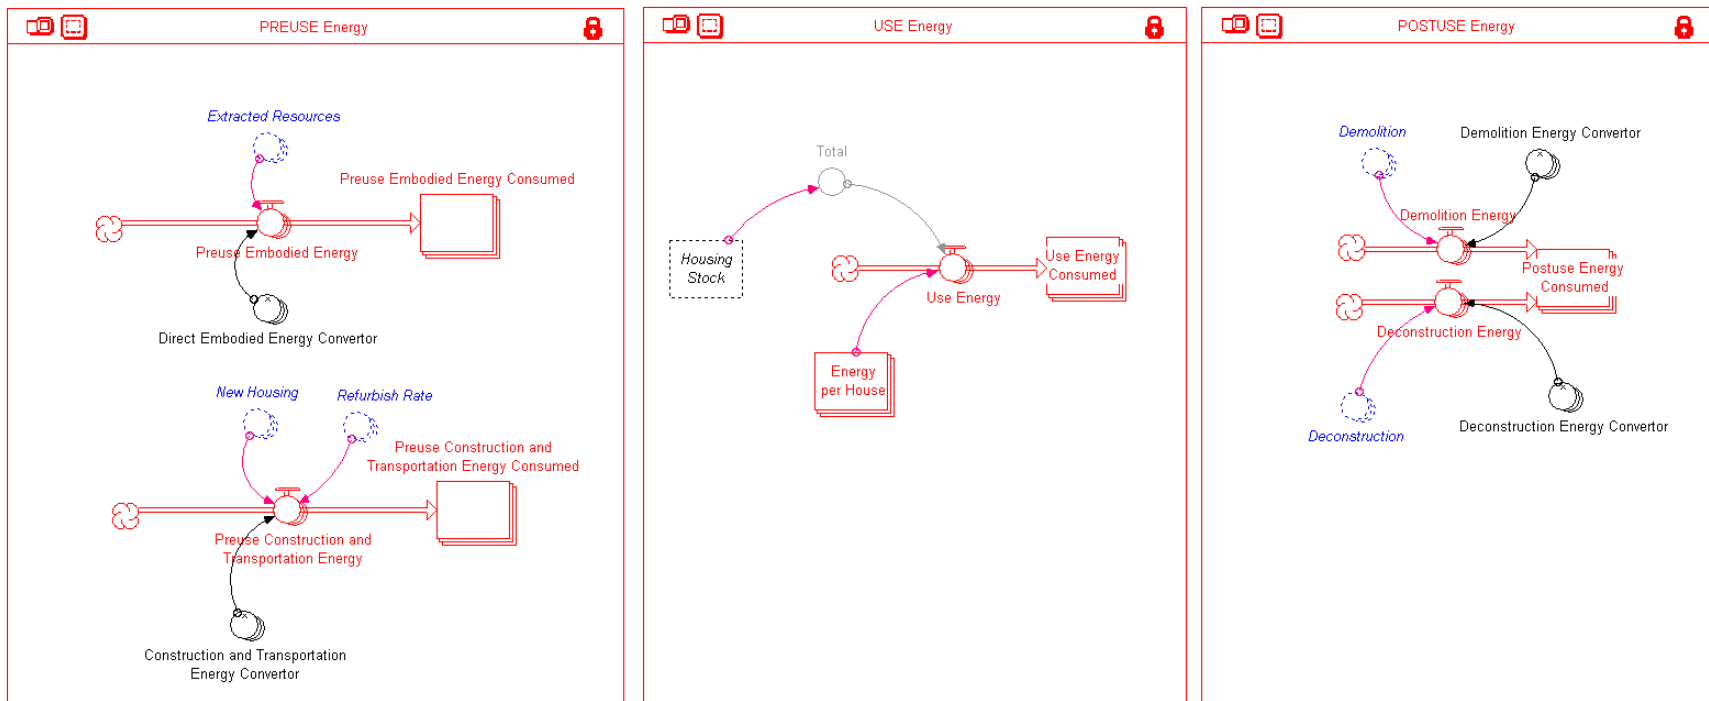 PREUSE Energy
Extracted Resources
Preuse Embodied Energy Consumed
Preuse Embodied Energy
Direct Embodied Energy Convertor
New Housing
Refurbish Rate
Preuse Construction and
Transportation Energy Consumed
Preuse Construction and
Transportation Energy
Construction and Transportation
Energy Convertor
USE Energy
Total
Housing
Stock
Use Energy
Consumed
Use Energy
Energy
per House
POSTUSE Energy
Demolition
Demolition Energy Convertor
Demolition Energy
Postuse Energy
Consumed
Deconstruction Energy
Deconstruction
Deconstruction Energy Convertor